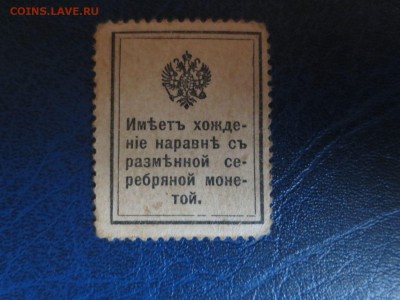 COINS.LAVE.RU
Имѣетъ хожде-
ніе наравнѣ съ
размѣнной се-
ребряной моне-
той.